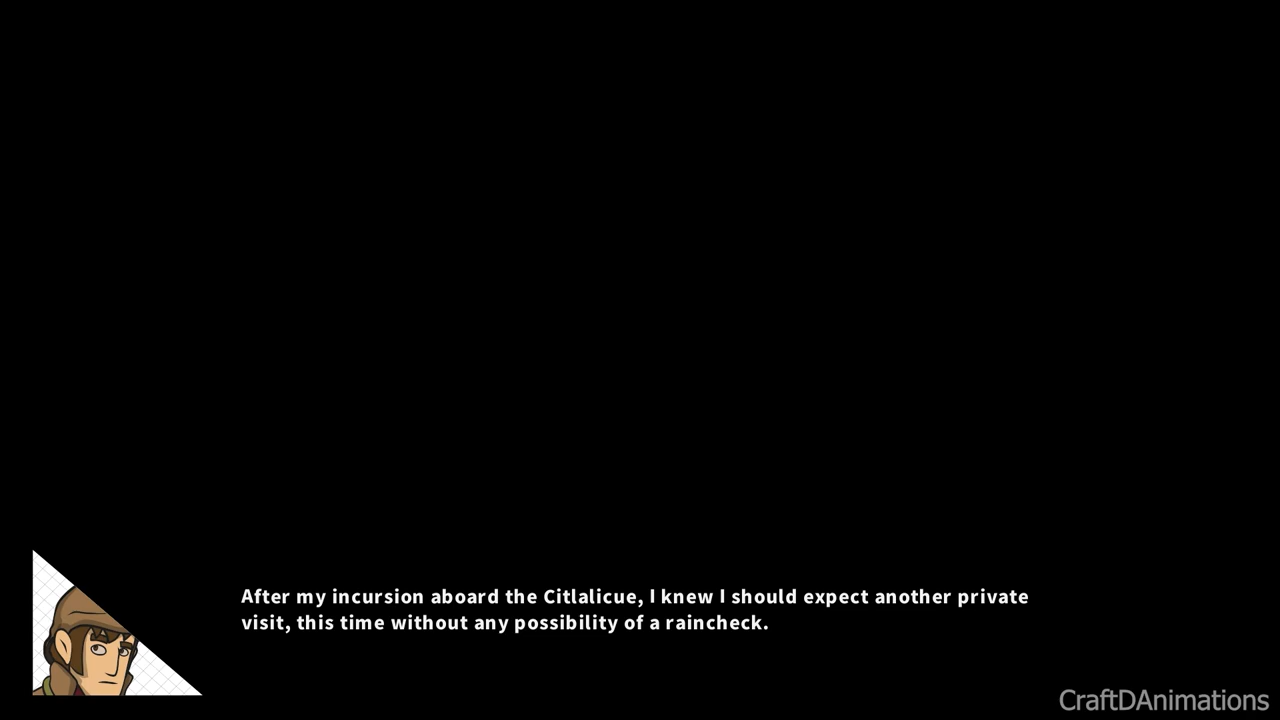 After my incursion aboard the Citlalicue, I knew I should expect another private
visit, this time without any possibility of a raincheck.
CraftDAnimations